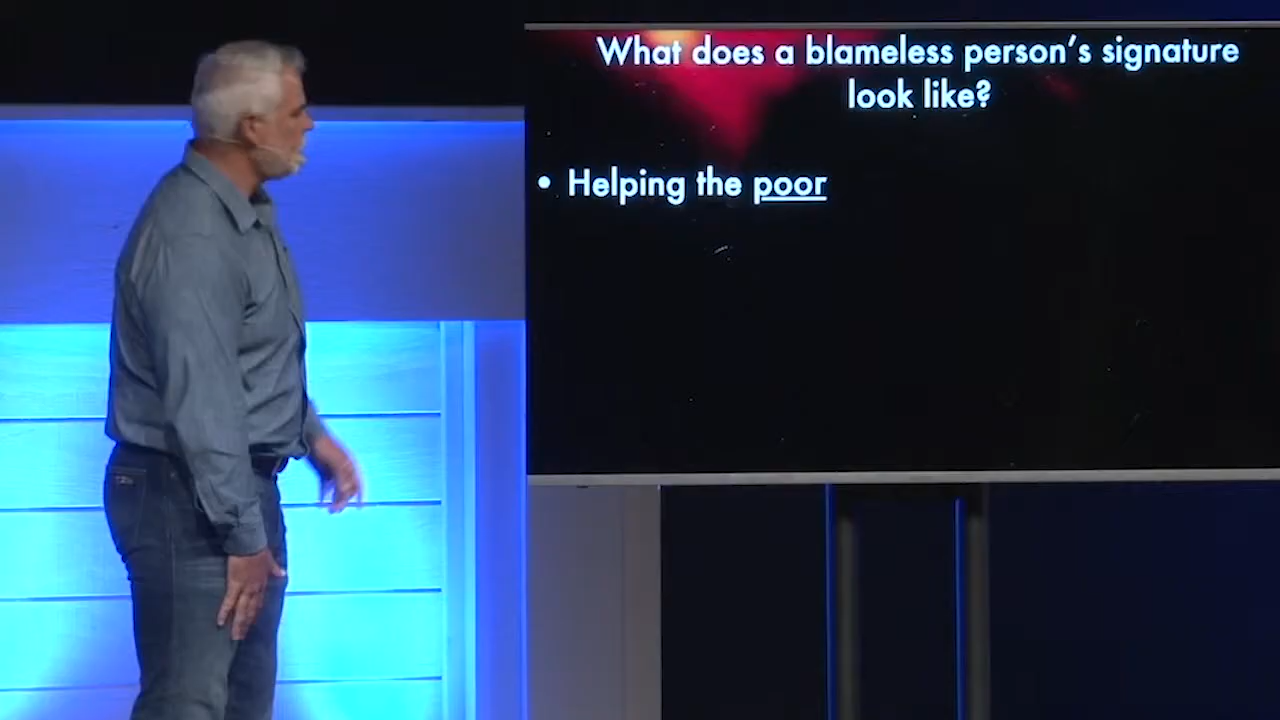 What does a blameless person's signature
look like?
• Helping the poor